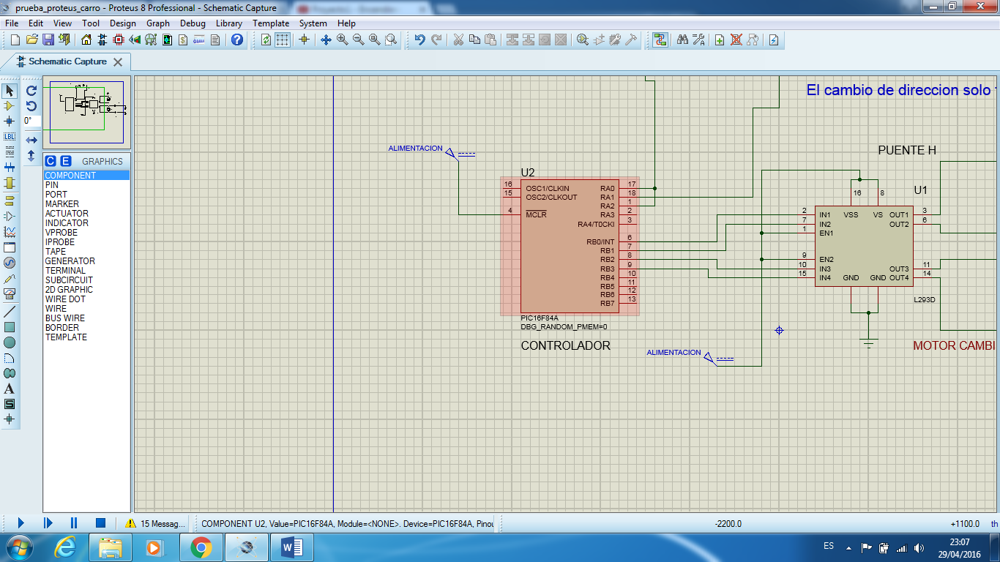 prueba_proteus_carro - Proteus 8 Professional - Schematic Capture
File Edit View Tool Design Graph Debug Library Template System Help
Schematic Capture
LBL
0°
C E GRAPHICS
COMPONENT
PIN
PORT
MARKER
ACTUATOR
INDICATOR
VPROBE
IPROBE
TAPE
GENERATOR
TERMINAL
SUBCIRCUIT
2D GRAPHIC
WIRE DOT
WIRE
BUS WIRE
BORDER
TEMPLATE
A
S
El cambio de direccion solo
ALIMENTACION
U2
16 OSC1/CLKIN RA0 17
15 OSC2/CLKOUT RA1 18
RA2 1
4 MCLR RA3 2
RA4/T0CKI 3
RB0/INT 6
RB1 7
RB2 8
RB3 9
RB4 10
RB5 11
RB6 12
RB7 13
PIC16F84A
DBG_RANDOM_PMEM=0
CONTROLADOR
ALIMENTACION
PUENTE H
U1
16 8
2 IN1 VSS VS OUT1 3
7 IN2 OUT2 6
1 EN1
9 EN2
10 IN3 OUT3 11
15 IN4 GND GND OUT4 14
L293D
MOTOR CAMBI
15 Messag...
COMPONENT U2, Value=PIC16F84A, Module=<NONE>. Device=PIC16F84A, Pinou
-2200.0 +1100.0 th
ES
23:07
29/04/2016